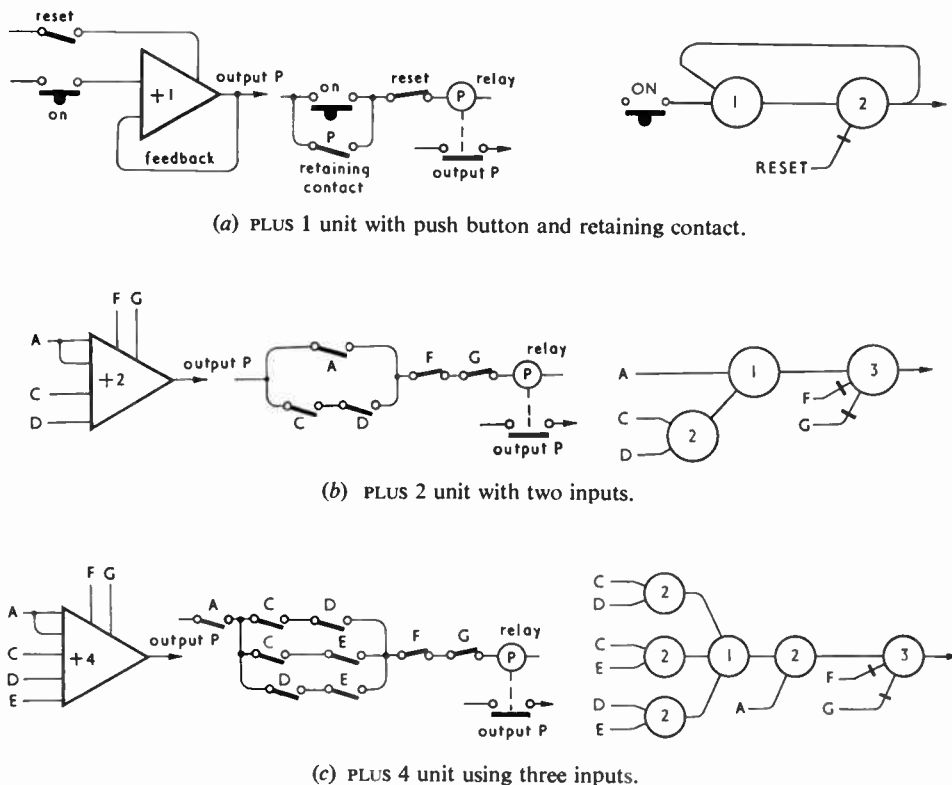 reset
+1
output P
on
feedback
on
reset
relay
P
P
retaining
contact
output P
ON
1
2
RESET
(a) PLUS 1 unit with push button and retaining contact.
F G
A
+2
C
D
output P
A
C D
F G
relay
P
output P
A
1
3
C
2
D
F
G
(b) PLUS 2 unit with two inputs.
F G
A
+4
C
D
E
output P
A C D
C E
D E
F G
relay
P
output P
C
D
2
C
E
2
D
E
2
1
2
A
3
F
G
(c) PLUS 4 unit using three inputs.